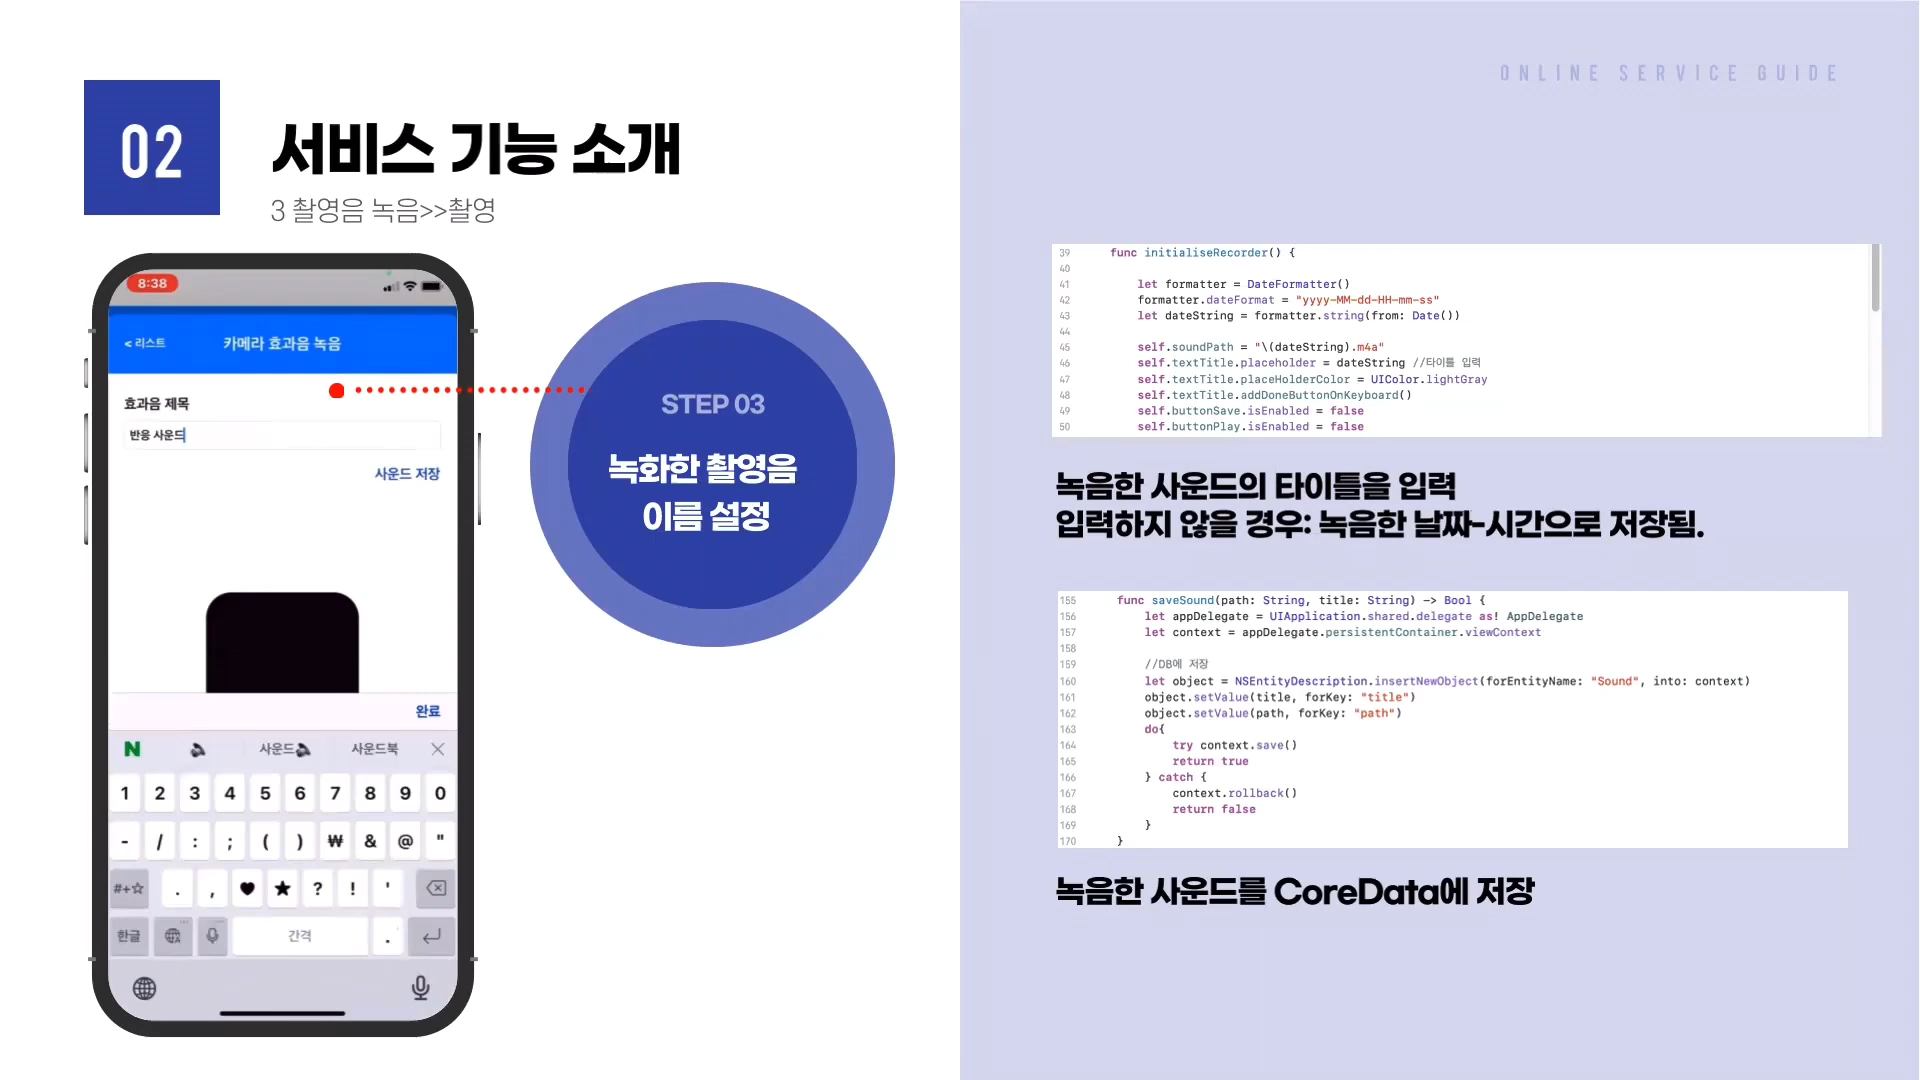 ONLINE SERVICE GUIDE
02
서비스 기능 소개
3 촬영음 녹음>>촬영
8:38
< 리스트
카메라 효과음 녹음
효과음 제목
반응 사운드
사운드 저장
완료
N
사운드
사운드북
1 2 3 4 5 6 7 8 9 0
- / : ; ( ) ₩ & @ "
#+☆ . , ♥ ★ ? ! '
한글
간격
.
STEP 03
녹화한 촬영음
이름 설정
39 func initialiseRecorder() {
40
41 let formatter = DateFormatter()
42 formatter.dateFormat = "yyyy-MM-dd-HH-mm-ss"
43 let dateString = formatter.string(from: Date())
44
45 self.soundPath = "\(dateString).m4a"
46 self.textTitle.placeholder = dateString //타이틀 입력
47 self.textTitle.placeHolderColor = UIColor.lightGray
48 self.textTitle.addDoneButtonOnKeyboard()
49 self.buttonSave.isEnabled = false
50 self.buttonPlay.isEnabled = false
녹음한 사운드의 타이틀을 입력
입력하지 않을 경우: 녹음한 날짜-시간으로 저장됨.
155 func saveSound(path: String, title: String) -> Bool {
156 let appDelegate = UIApplication.shared.delegate as! AppDelegate
157 let context = appDelegate.persistentContainer.viewContext
158
159 //DB에 저장
160 let object = NSEntityDescription.insertNewObject(forEntityName: "Sound", into: context)
161 object.setValue(title, forKey: "title")
162 object.setValue(path, forKey: "path")
163 do{
164 try context.save()
165 return true
166 } catch {
167 context.rollback()
168 return false
169 }
170 }
녹음한 사운드를 CoreData에 저장